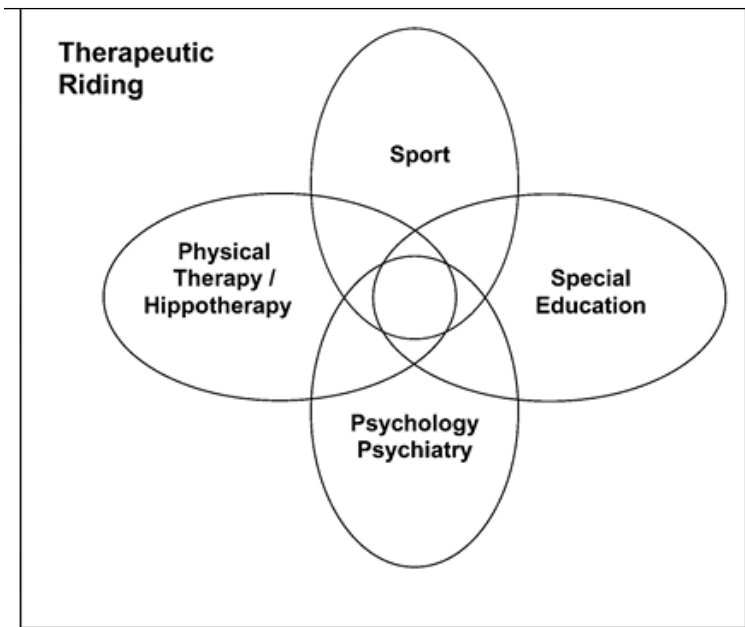 Therapeutic
Riding
Sport
Physical
Therapy /
Hippotherapy
Special
Education
Psychology
Psychiatry